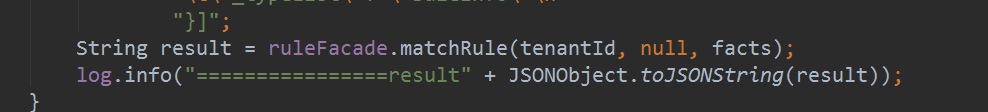 "}]";
String result = ruleFacade.matchRule(tenantId, null, facts);
log.info("================result" + JSONObject.toJSONString(result));
}